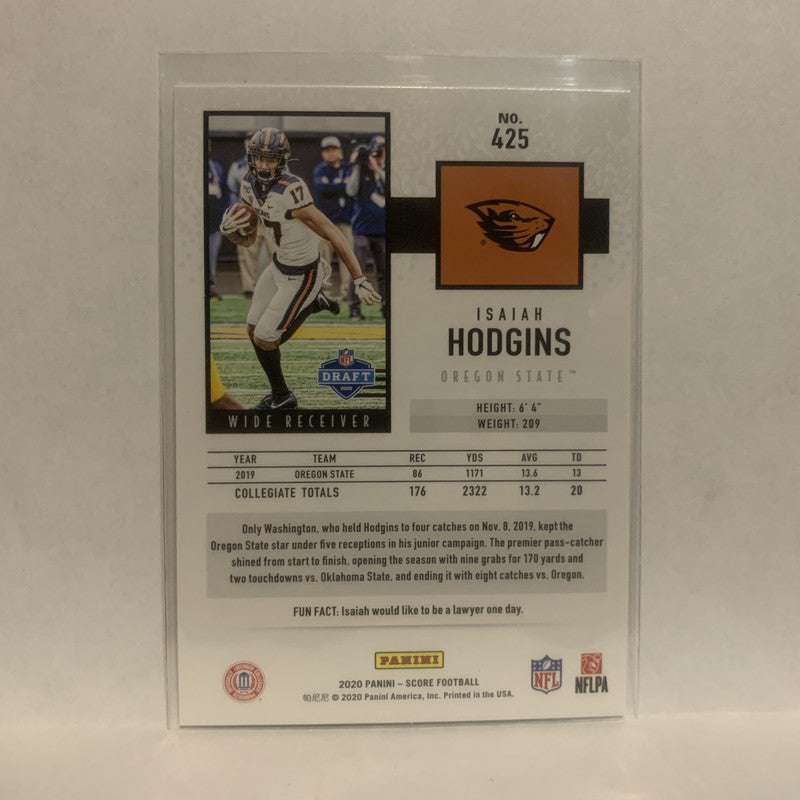 No.
425
17
NFL
DRAFT
2020
WIDE RECEIVER
ISAIAH
HODGINS
OREGON STATE™
HEIGHT: 6' 4"
WEIGHT: 209
YEAR TEAM REC YDS AVG TD
2019 OREGON STATE 86 1171 13.6 13
COLLEGIATE TOTALS 176 2322 13.2 20
Only Washington, who held Hodgins to four catches on Nov. 8, 2019, kept the
Oregon State star under five receptions in his junior campaign. The premier pass-catcher
shined from start to finish, opening the season with nine grabs for 170 yards and
two touchdowns vs. Oklahoma State, and ending it with eight catches vs. Oregon.
FUN FACT: Isaiah would like to be a lawyer one day.
PANINI
2020 PANINI – SCORE FOOTBALL
帕尼尼 © 2020 Panini America, Inc. Printed in the USA.
NFL
NFLPA